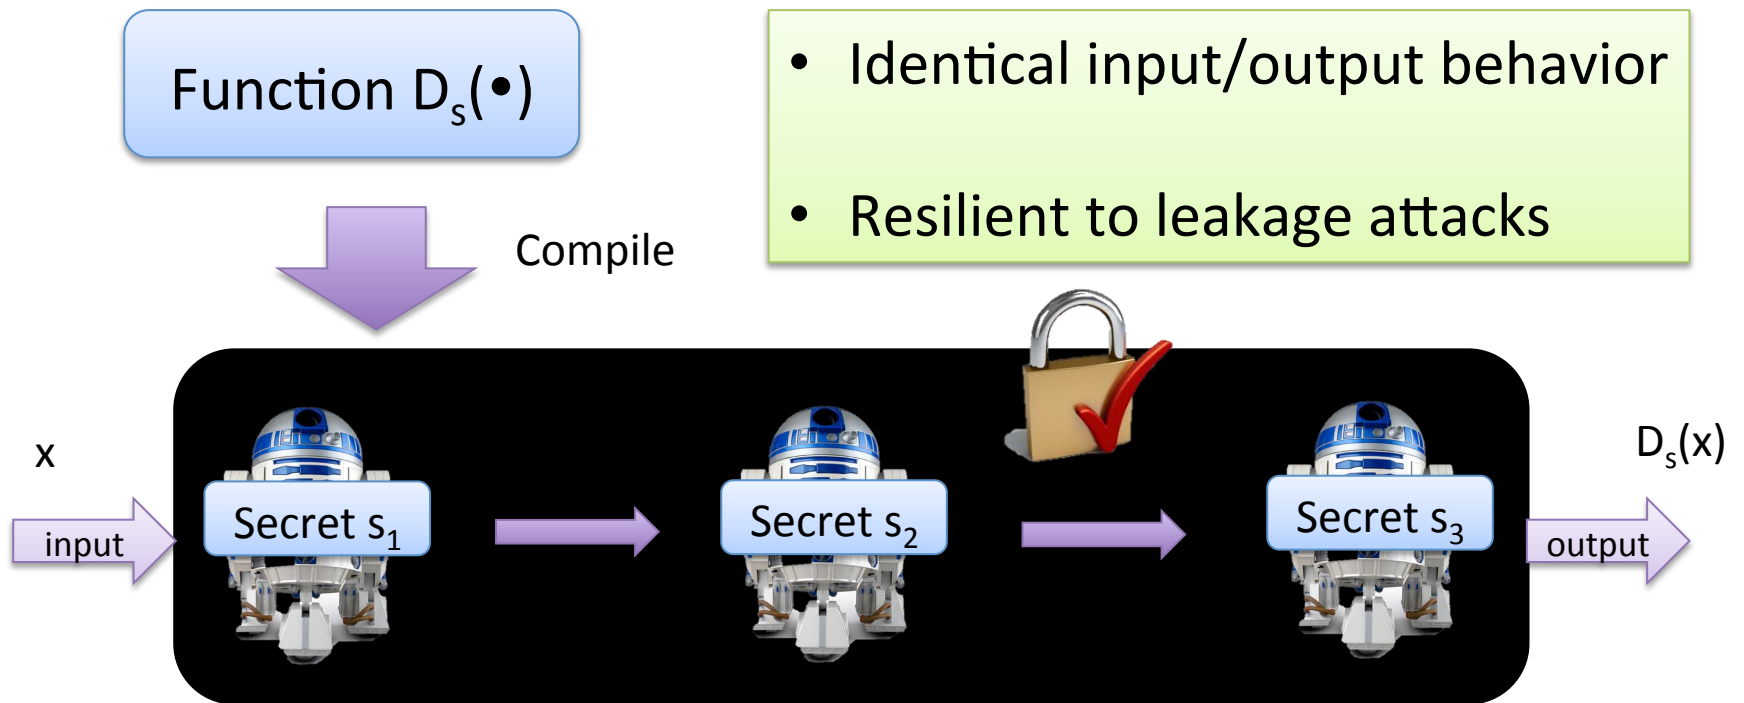 Function Dₛ(•)
• Identical input/output behavior
• Resilient to leakage attacks
Compile
x
input
Secret s₁
Secret s₂
Secret s₃
Dₛ(x)
output